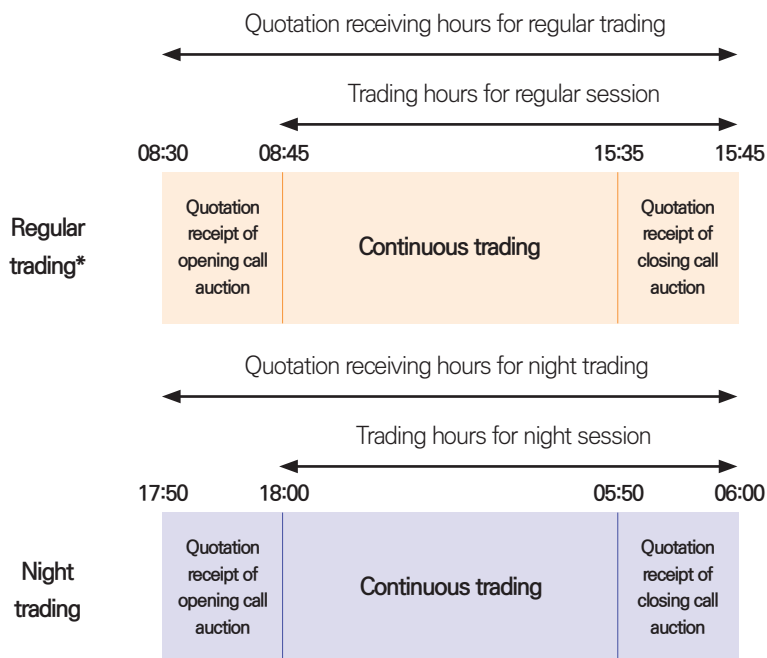 Quotation receiving hours for regular trading
Trading hours for regular session
08:30 08:45 15:35 15:45
Regular
trading*
Quotation
receipt of
opening call
auction
Continuous trading
Quotation
receipt of
closing call
auction
Quotation receiving hours for night trading
Trading hours for night session
17:50 18:00 05:50 06:00
Night
trading
Quotation
receipt of
opening call
auction
Continuous trading
Quotation
receipt of
closing call
auction